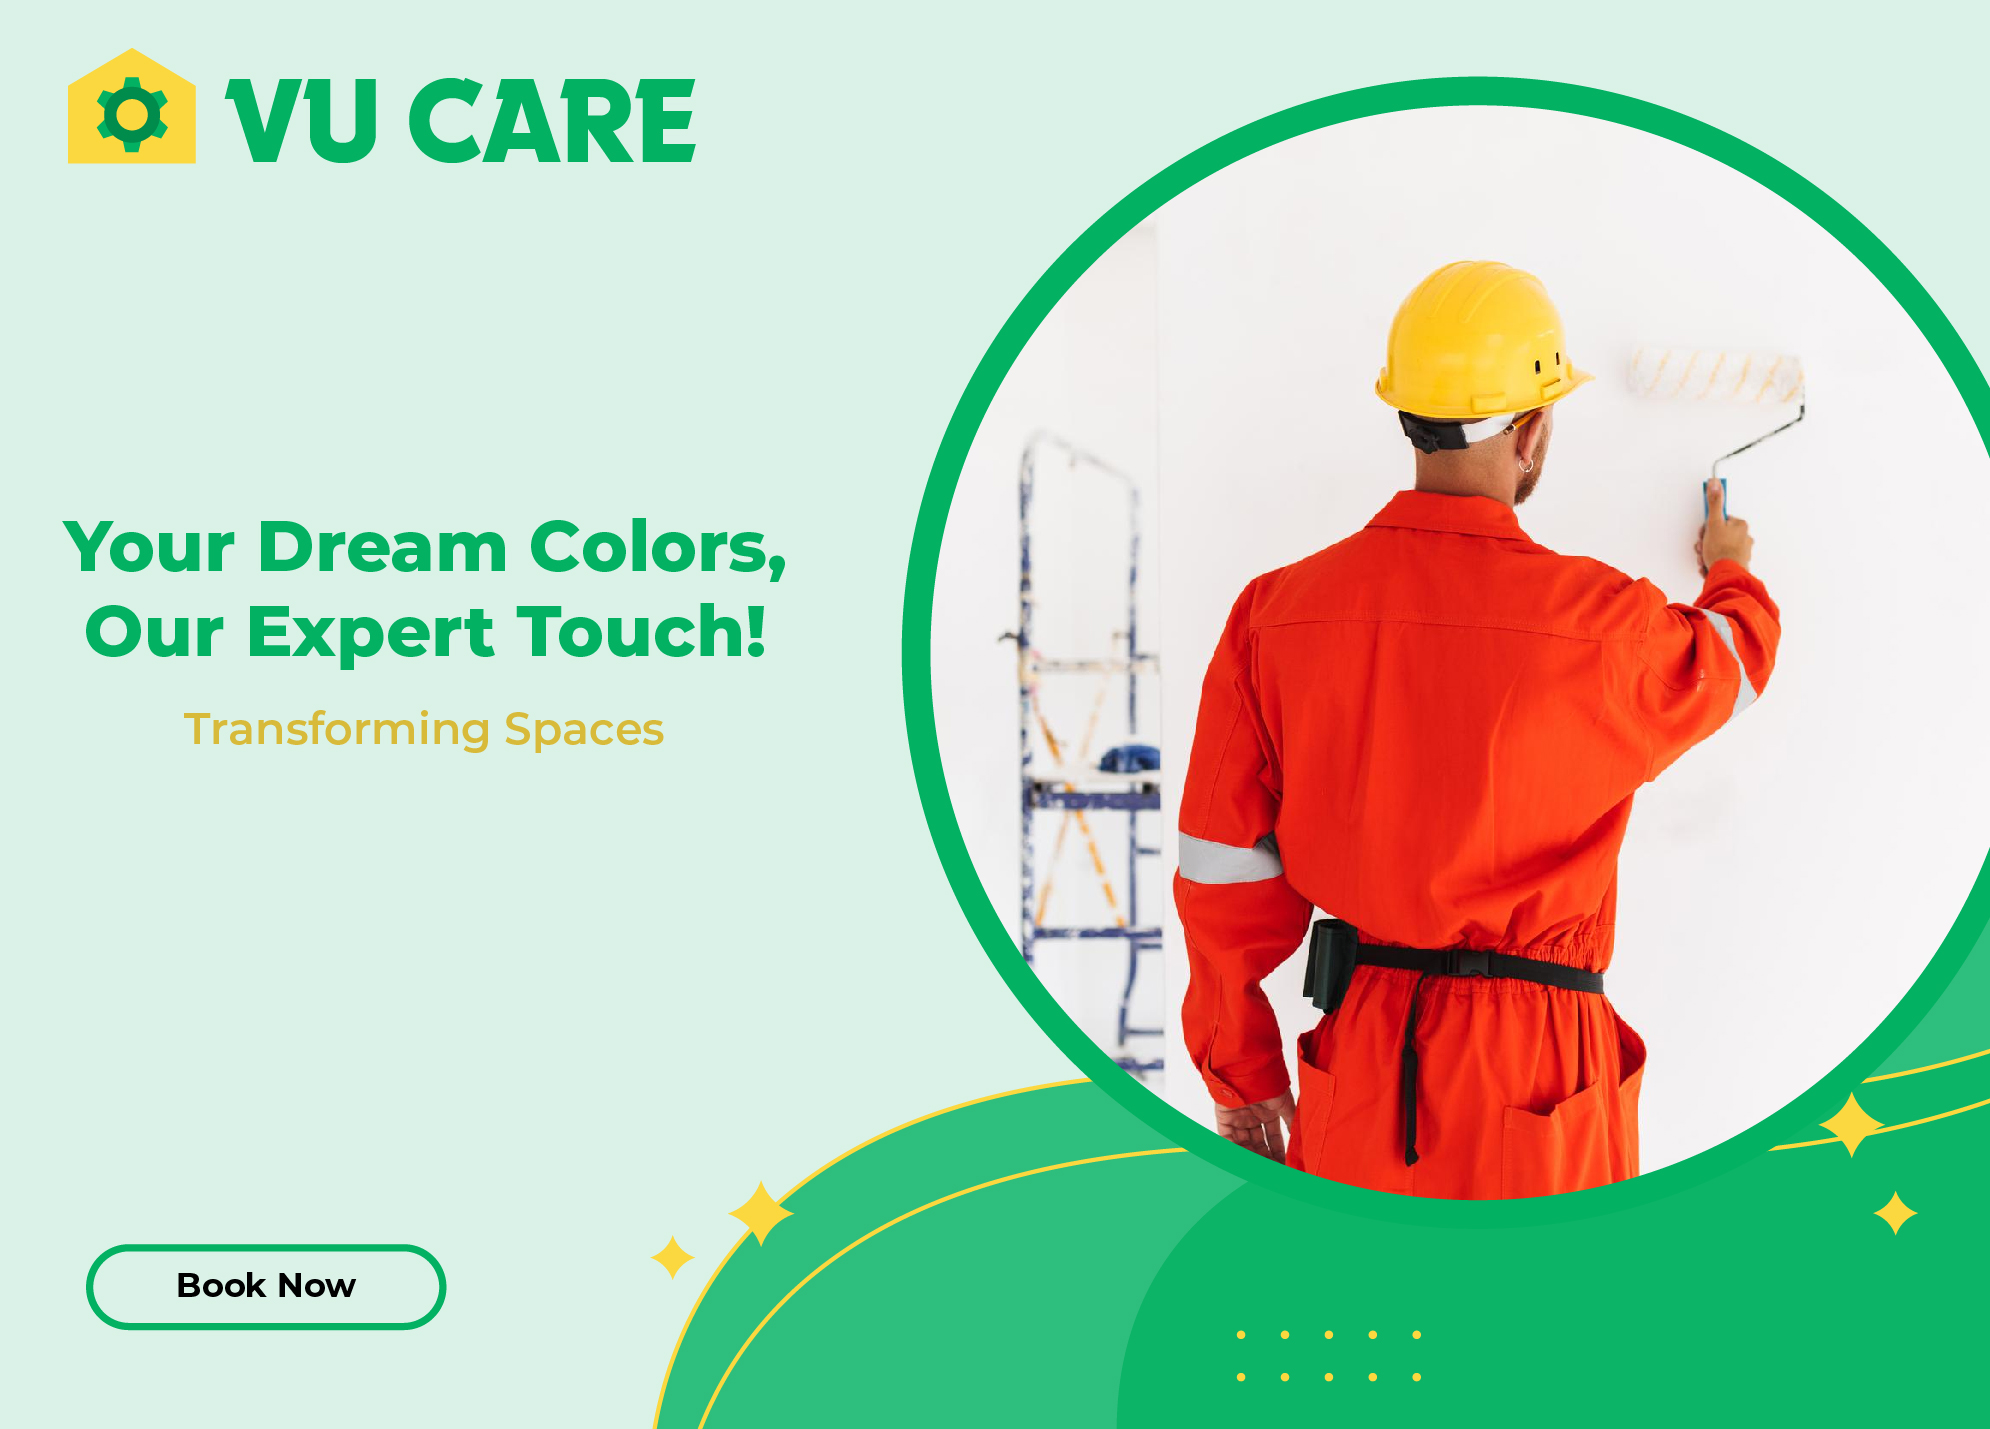 VU CARE
Your Dream Colors,
Our Expert Touch!
Transforming Spaces
Book Now